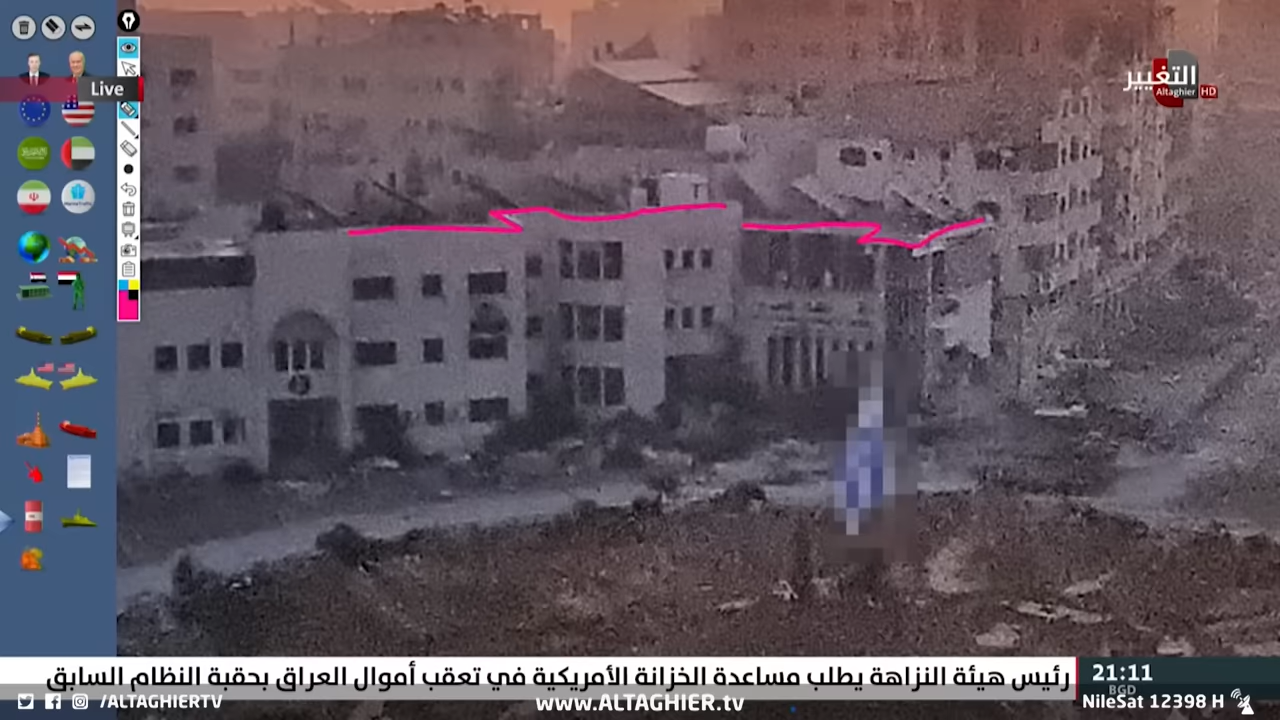 Live
التغيير
Altaghier HD
رئيس هيئة النزاهة يطلب مساعدة الخزانة الأمريكية في تعقب أموال العراق بحقبة النظام السابق
21:11
BGD
/ALTAGHIERTV
www.ALTAGHIER.tv
NileSat 12398 H